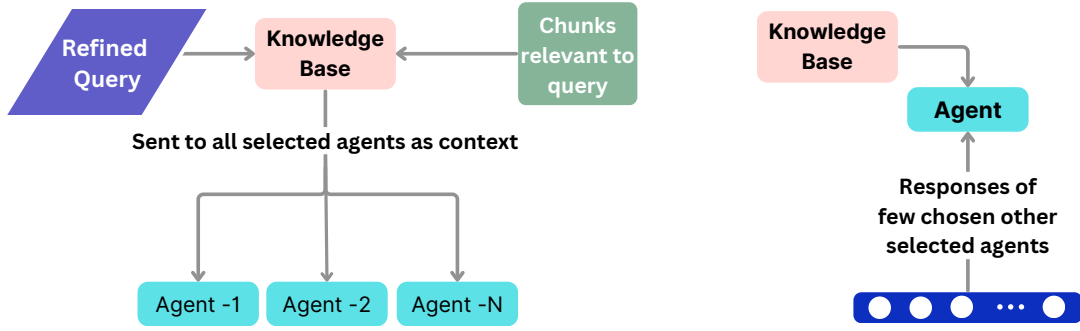 Refined
Query
Knowledge
Base
Chunks
relevant to
query
Sent to all selected agents as context
Agent -1
Agent -2
Agent -N
Knowledge
Base
Agent
Responses of
few chosen other
selected agents